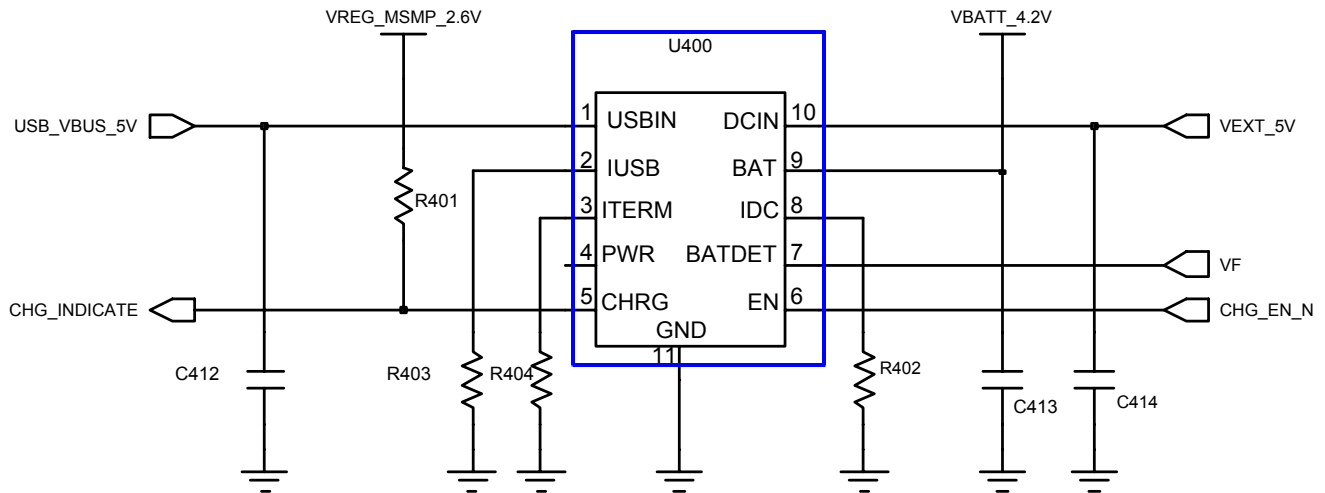 VREG_MSMP_2.6V
VBATT_4.2V
U400
USB_VBUS_5V
1
USBIN
DCIN
10
VEXT_5V
2
IUSB
BAT
9
R401
3
ITERM
IDC
8
4
PWR
BATDET
7
VF
CHG_INDICATE
5
CHRG
EN
6
CHG_EN_N
GND
11
C412
R403
R404
R402
C413
C414